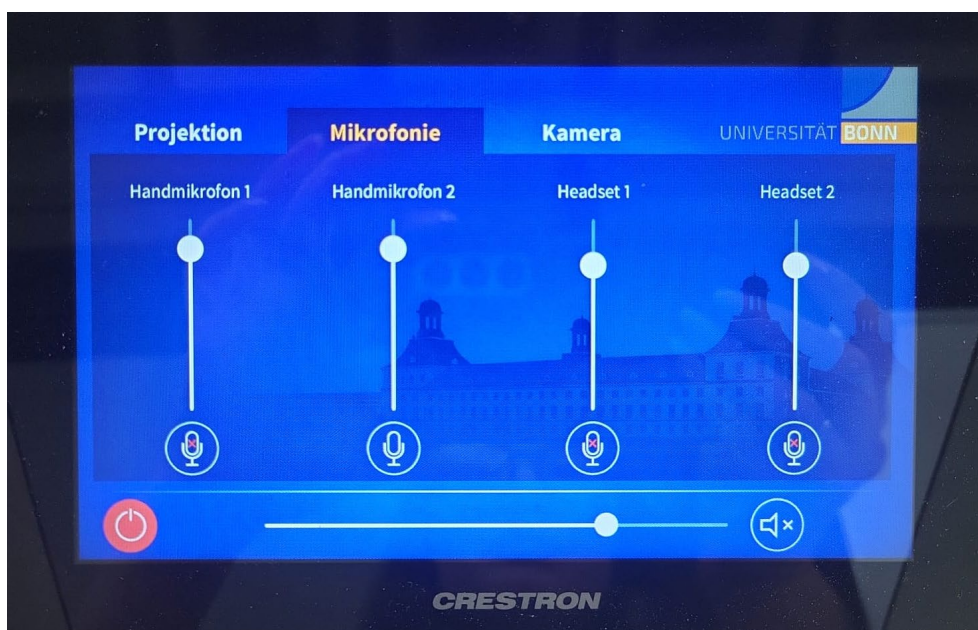 Projektion Mikrofonie Kamera UNIVERSITÄT BONN
Handmikrofon 1 Handmikrofon 2 Headset 1 Headset 2
CRESTRON